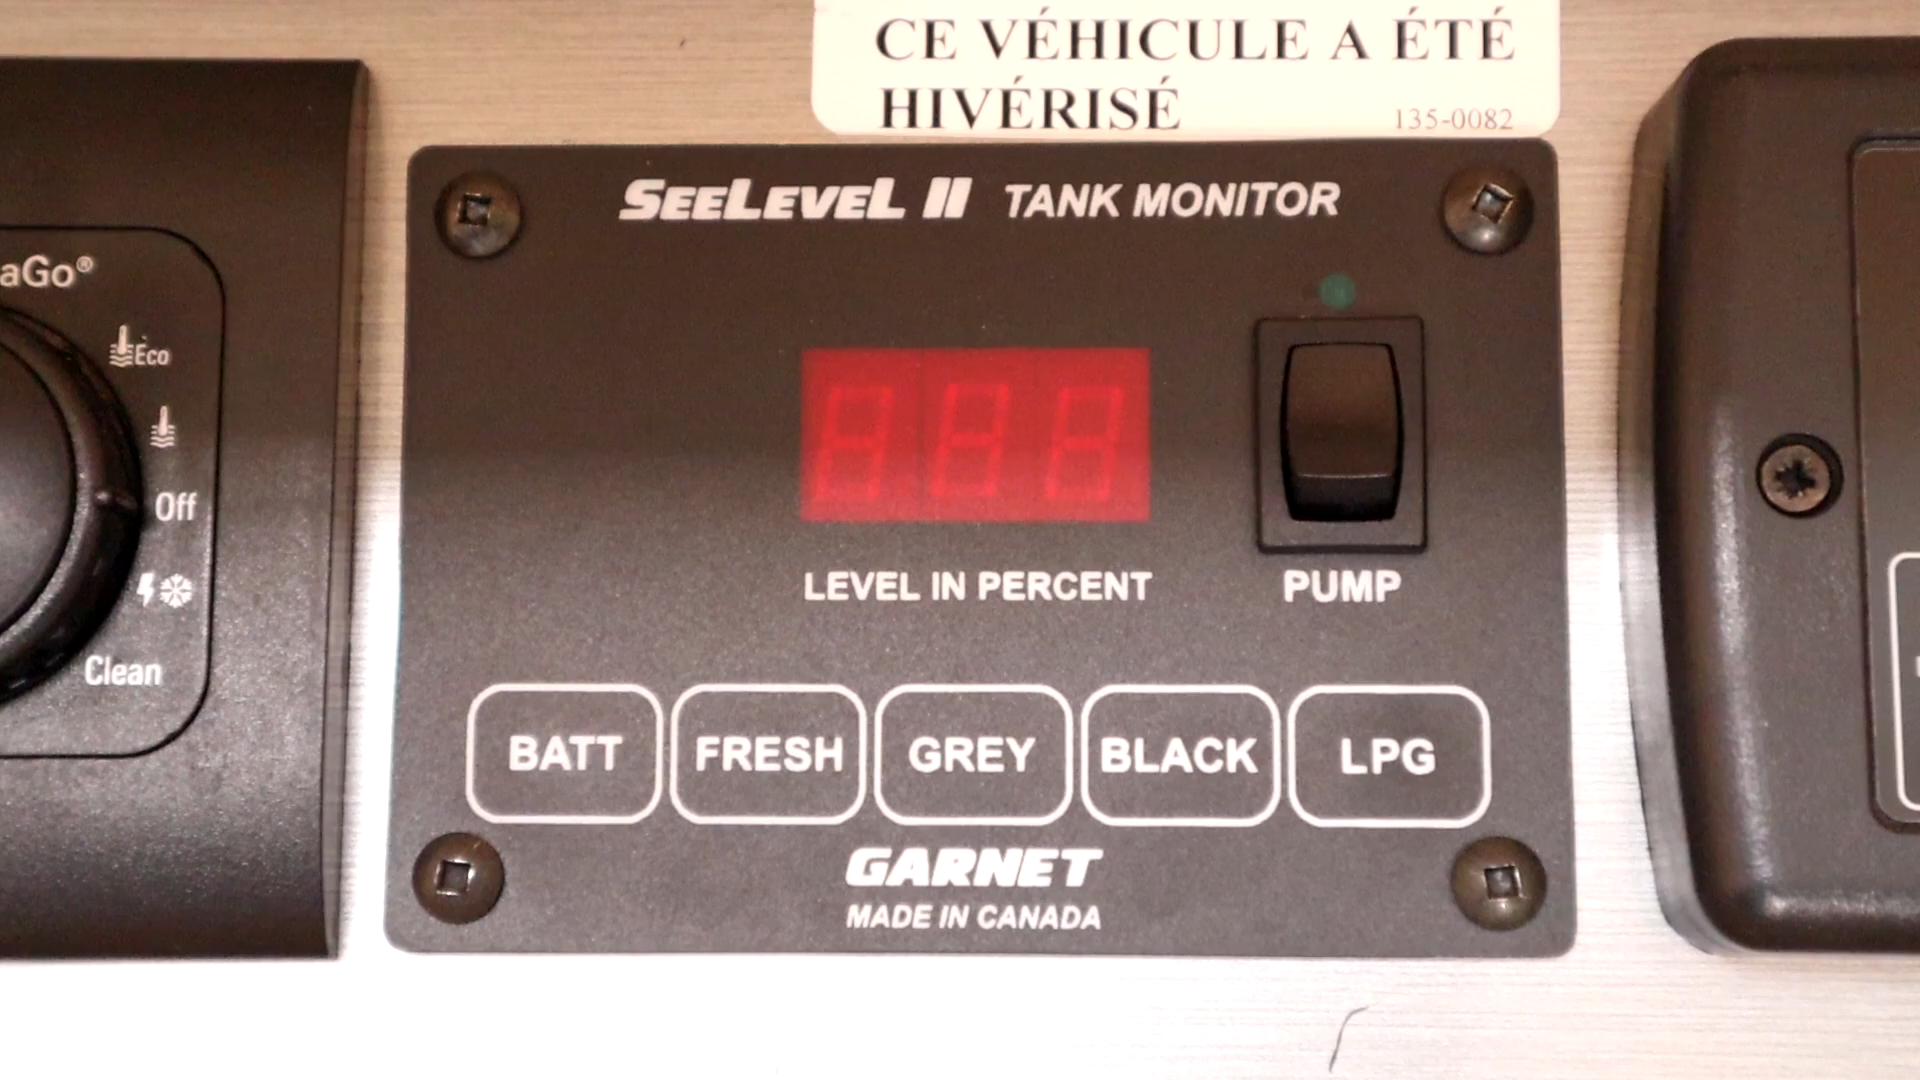 CE VÉHICULE A ÉTÉ
HIVÉRISÉ 135-0082
SEELEVEL II TANK MONITOR
aGo®
Eco
Off
Clean
LEVEL IN PERCENT
PUMP
BATT FRESH GREY BLACK LPG
GARNET
MADE IN CANADA